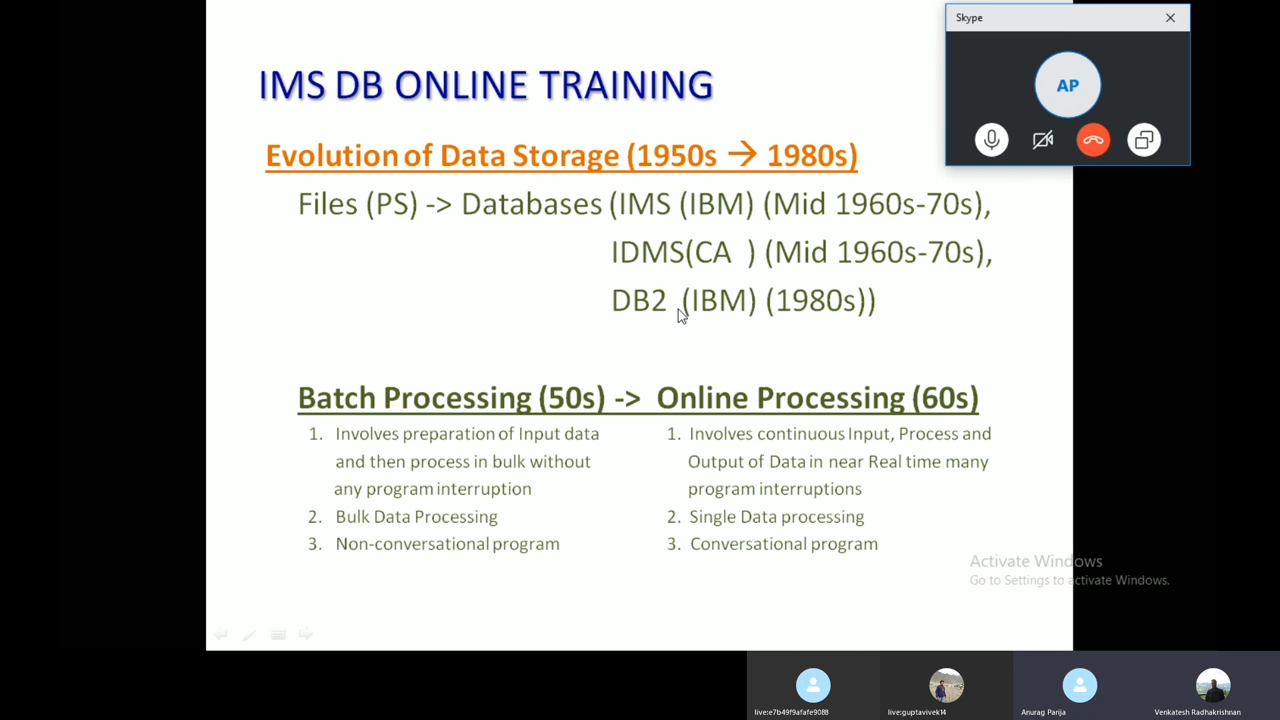 Skype
AP
IMS DB ONLINE TRAINING
Evolution of Data Storage (1950s → 1980s)
Files (PS) -> Databases (IMS (IBM) (Mid 1960s-70s),
IDMS(CA ) (Mid 1960s-70s),
DB2 (IBM) (1980s))
Batch Processing (50s) -> Online Processing (60s)
1. Involves preparation of Input data
and then process in bulk without
any program interruption
2. Bulk Data Processing
3. Non-conversational program
1. Involves continuous Input, Process and
Output of Data in near Real time many
program interruptions
2. Single Data processing
3. Conversational program
Activate Windows
Go to Settings to activate Windows.
live:e7b49f9afafe9088
live:guptavivek14
Anurag Parija
Venkatesh Radhakrishnan